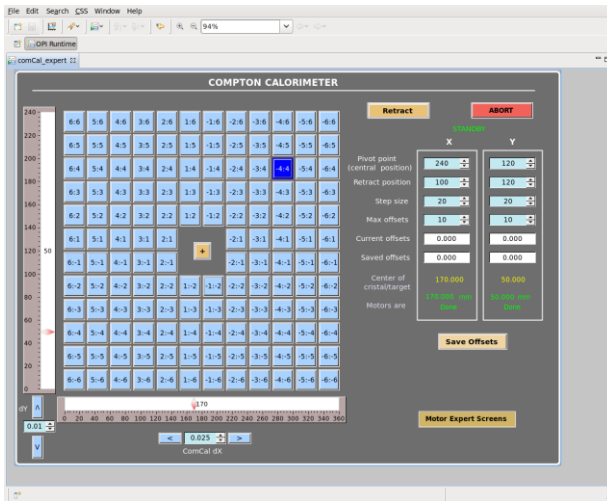 File Edit Search CSS Window Help
94%
OPI Runtime
comCal_expert
COMPTON CALORIMETER
Retract ABORT
STANDBY
X Y
240 220 200 180 160 140 120 100 80 60 40 20 0
50
6:6 5:6 4:6 3:6 2:6 1:6 -1:6 -2:6 -3:6 -4:6 -5:6 -6:6
6:5 5:5 4:5 3:5 2:5 1:5 -1:5 -2:5 -3:5 -4:5 -5:5 -6:5
6:4 5:4 4:4 3:4 2:4 1:4 -1:4 -2:4 -3:4 -4:4 -5:4 -6:4
6:3 5:3 4:3 3:3 2:3 1:3 -1:3 -2:3 -3:3 -4:3 -5:3 -6:3
6:2 5:2 4:2 3:2 2:2 1:2 -1:2 -2:2 -3:2 -4:2 -5:2 -6:2
6:1 5:1 4:1 3:1 2:1 -2:1 -3:1 -4:1 -5:1 -6:1
+
6:-1 5:-1 4:-1 3:-1 2:-1 -2:-1 -3:-1 -4:-1 -5:-1 -6:-1
6:-2 5:-2 4:-2 3:-2 2:-2 1:-2 -1:-2 -2:-2 -3:-2 -4:-2 -5:-2 -6:-2
6:-3 5:-3 4:-3 3:-3 2:-3 1:-3 -1:-3 -2:-3 -3:-3 -4:-3 -5:-3 -6:-3
6:-4 5:-4 4:-4 3:-4 2:-4 1:-4 -1:-4 -2:-4 -3:-4 -4:-4 -5:-4 -6:-4
6:-5 5:-5 4:-5 3:-5 2:-5 1:-5 -1:-5 -2:-5 -3:-5 -4:-5 -5:-5 -6:-5
6:-6 5:-6 4:-6 3:-6 2:-6 1:-6 -1:-6 -2:-6 -3:-6 -4:-6 -5:-6 -6:-6
Pivot point
(central position) 240 120
Retract position 100 120
Step size 20 20
Max offsets 10 10
Current offsets 0.000 0.000
Saved offsets 0.000 0.000
Center of
cristal/target 170.000 50.000
170.000 mm 50.000 mm
Motors are Done Done
Save Offsets
170
0 20 40 60 80 100 120 140 160 180 200 220 240 260 280 300 320 340 360
dY
0.01
< 0.025 >
ComCal dX
Motor Expert Screens